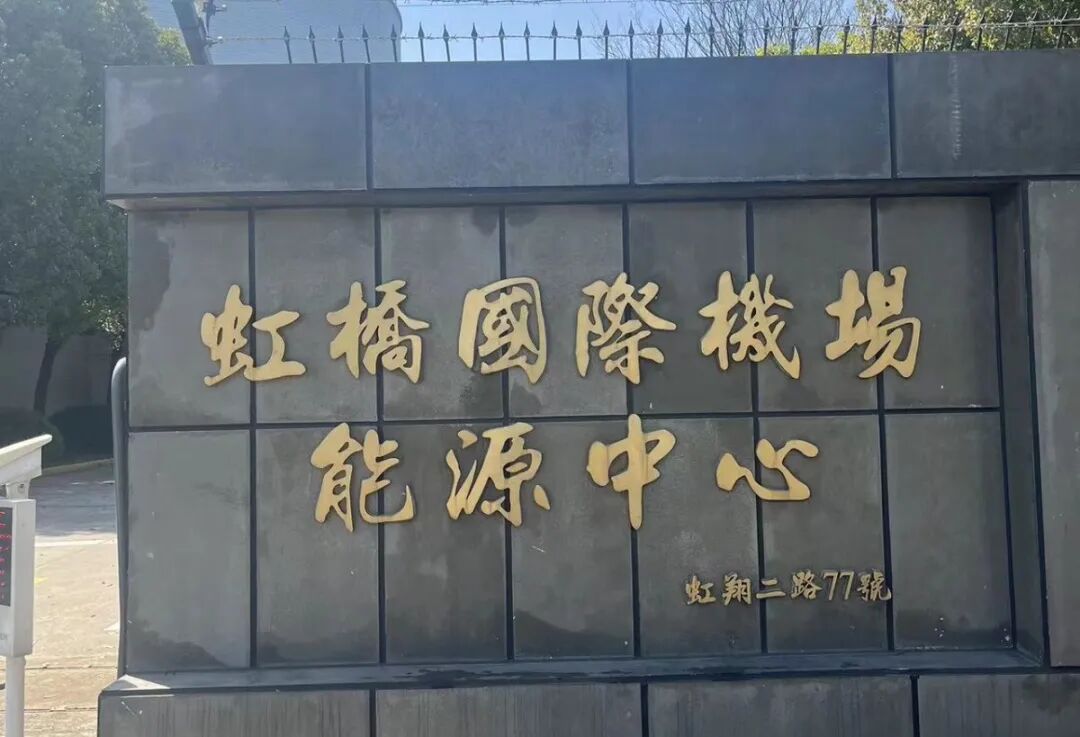 虹橋國際機場
能源中心
虹翔二路77號